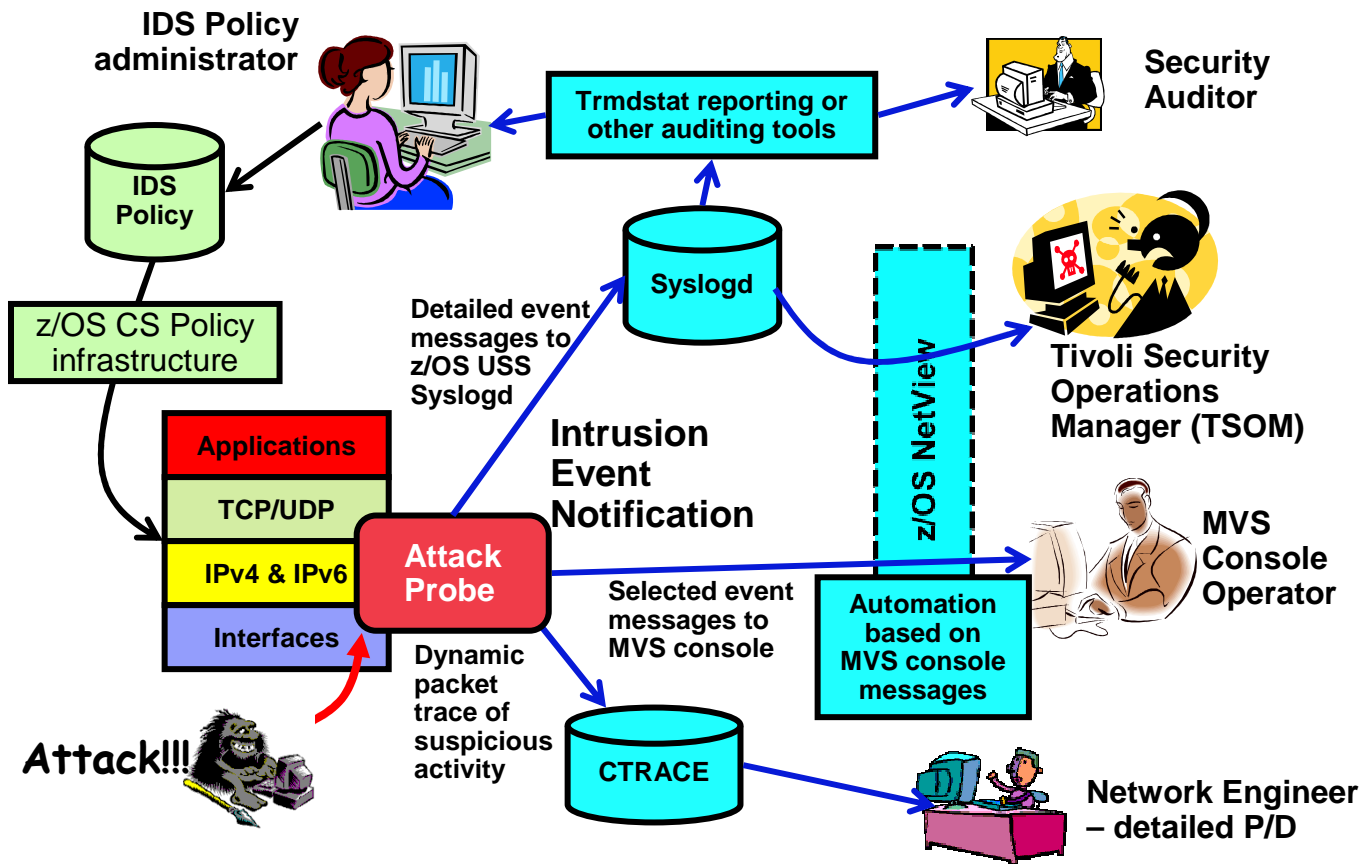 IDS Policy
administrator
Trmdstat reporting or
other auditing tools
Security
Auditor
IDS
Policy
z/OS CS Policy
infrastructure
Detailed event
messages to
z/OS USS
Syslogd
Syslogd
z/OS NetView
Tivoli Security
Operations
Manager (TSOM)
Applications
TCP/UDP
IPv4 & IPv6
Interfaces
Attack
Probe
Intrusion
Event
Notification
Selected event
messages to
MVS console
Automation
based on
MVS console
messages
MVS
Console
Operator
Dynamic
packet
trace of
suspicious
activity
Attack!!!
CTRACE
Network Engineer
– detailed P/D